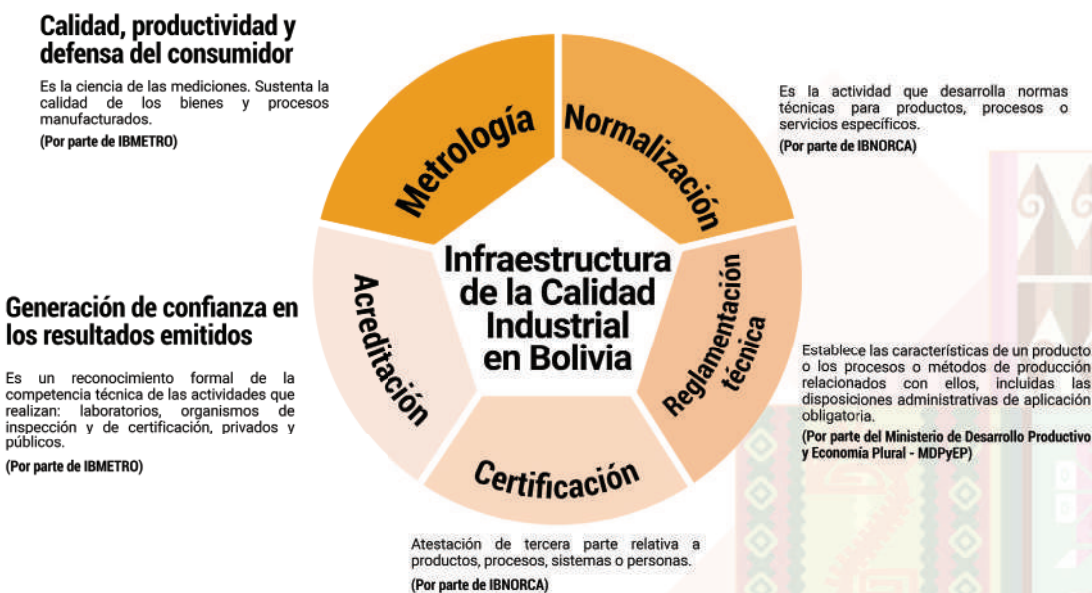 Calidad, productividad y
defensa del consumidor
Es la ciencia de las mediciones. Sustenta la
calidad de los bienes y procesos
manufacturados.
(Por parte de IBMETRO)
Metrología
Normalización
Es la actividad que desarrolla normas
técnicas para productos, procesos o
servicios específicos.
(Por parte de IBNORCA)
Infraestructura
de la Calidad
Industrial
en Bolivia
Acreditación
Reglamentación
técnica
Certificación
Generación de confianza en
los resultados emitidos
Es un reconocimiento formal de la
competencia técnica de las actividades que
realizan: laboratorios, organismos de
inspección y de certificación, privados y
públicos.
(Por parte de IBMETRO)
Establece las características de un producto
o los procesos o métodos de producción
relacionados con ellos, incluidas las
disposiciones administrativas de aplicación
obligatoria.
(Por parte del Ministerio de Desarrollo Productivo
y Economía Plural - MDPyEP)
Atestación de tercera parte relativa a
productos, procesos, sistemas o personas.
(Por parte de IBNORCA)